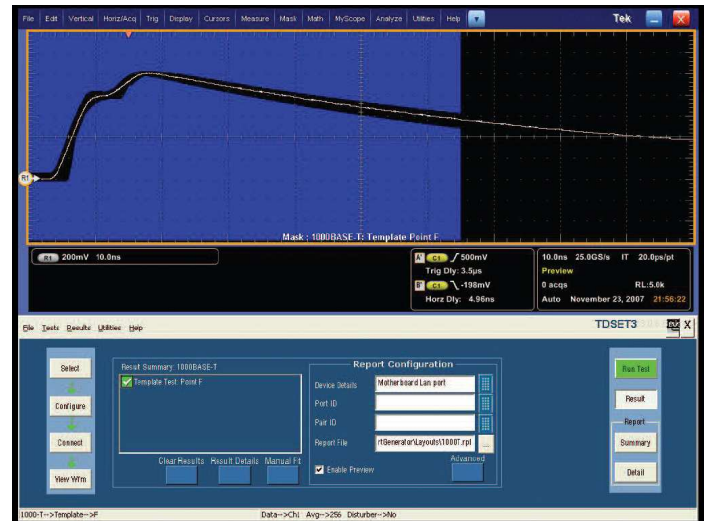 File Edit Vertical Horiz/Acq Trig Display Cursors Measure Mask Math MyScope Analyze Utilities Help Tek X
R1
Mask : 1000BASE-T: Template Point F
R1 200mV 10.0ns
A' C1 500mV
Trig Dly: 3.5µs
B' C1 -198mV
Horz Dly: 4.96ns
10.0ns 25.0GS/s IT 20.0ps/pt
Preview
0 acqs RL:5.0k
Auto November 23, 2007 21:56:22
File Tests Results Utilities Help TDSET3 X
Select
Configure
Connect
View Wfm
Result Summary: 1000BASE-T
Template Test: Point F
Clear Results Result Details Manual Fit
Report Configuration
Device Details Motherboard Lan port
Port ID
Pair ID
Report File rtGenerator\Layouts\1000T.rpl ...
Advanced
Enable Preview
Run Test
Result
Report
Summary
Detail
1000-T-->Template-->F Data-->Ch1 Avg-->256 Disturber-->No